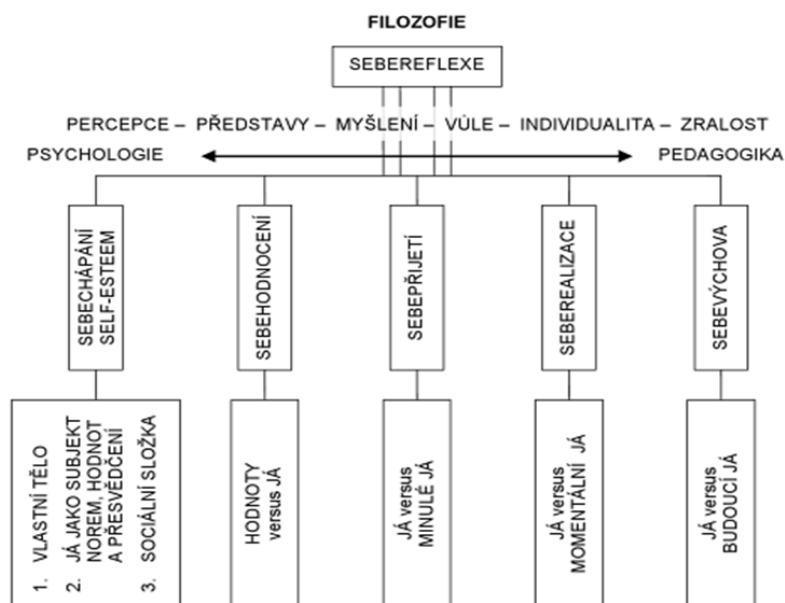 FILOZOFIE
SEBEREFLEXE
PERCEPCE – PŘEDSTAVY – MYŠLENÍ – VŮLE – INDIVIDUALITA – ZRALOST
PSYCHOLOGIE
PEDAGOGIKA
SEBECHÁPÁNÍ
SELF-ESTEEM
SEBEHODNOCENÍ
SEBEPŘIJETÍ
SEBEREALIZACE
SEBEVÝCHOVA
1. VLASTNÍ TĚLO
2. JÁ JAKO SUBJEKT
NOREM, HODNOT
A PŘESVĚDČENÍ
3. SOCIÁLNÍ SLOŽKA
HODNOTY
versus JÁ
JÁ versus
MINULÉ JÁ
JÁ versus
MOMENTÁLNÍ JÁ
JÁ versus
BUDOUCÍ JÁ